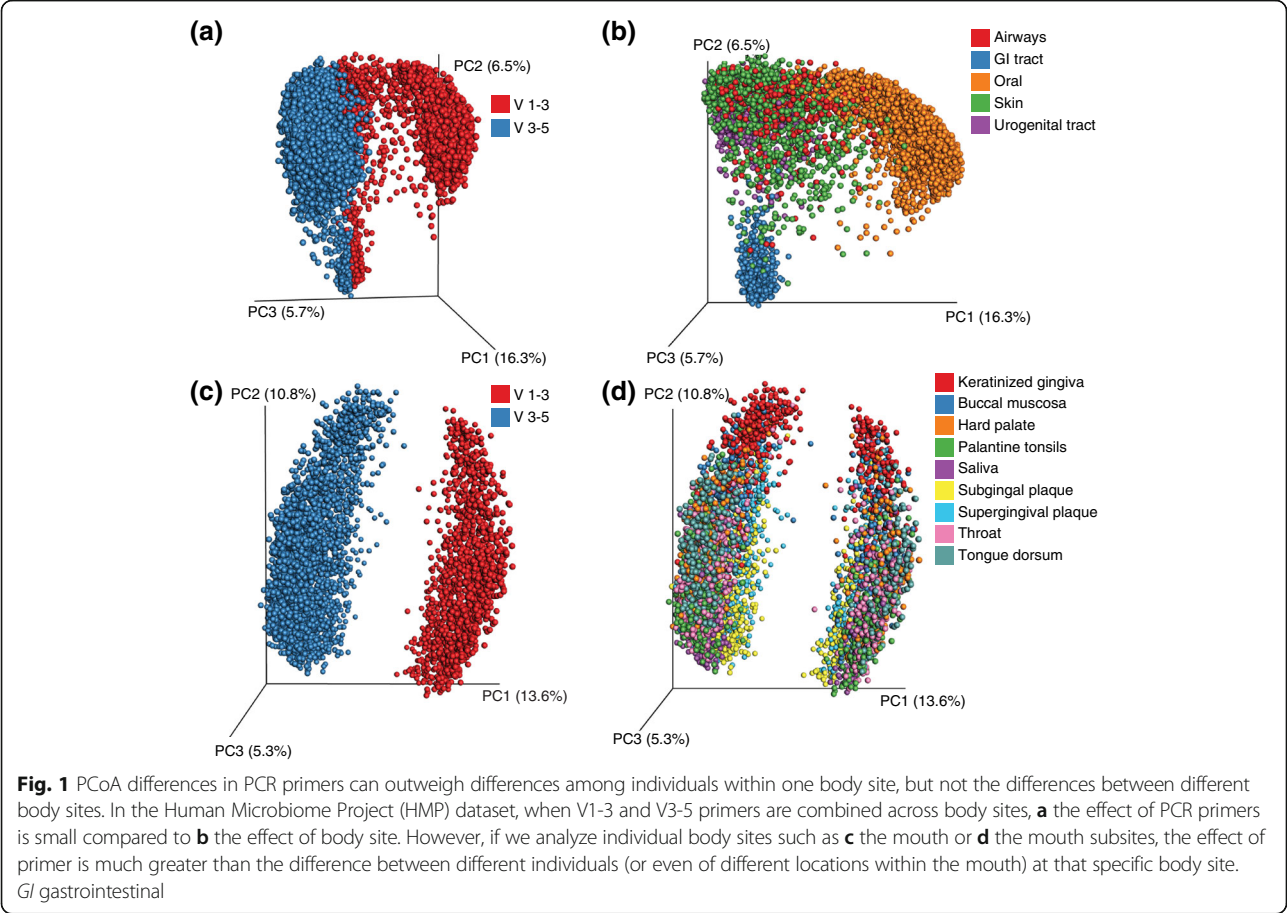 (a)
PC2 (6.5%)
V 1-3
V 3-5
PC3 (5.7%)
PC1 (16.3%)
(b)
PC2 (6.5%)
Airways
GI tract
Oral
Skin
Urogenital tract
PC1 (16.3%)
PC3 (5.7%)
(c)
PC2 (10.8%)
V 1-3
V 3-5
PC1 (13.6%)
PC3 (5.3%)
(d)
PC2 (10.8%)
Keratinized gingiva
Buccal muscosa
Hard palate
Palantine tonsils
Saliva
Subgingal plaque
Supergingival plaque
Throat
Tongue dorsum
PC1 (13.6%)
PC3 (5.3%)
Fig. 1 PCoA differences in PCR primers can outweigh differences among individuals within one body site, but not the differences between different
body sites. In the Human Microbiome Project (HMP) dataset, when V1-3 and V3-5 primers are combined across body sites, a the effect of PCR primers
is small compared to b the effect of body site. However, if we analyze individual body sites such as c the mouth or d the mouth subsites, the effect of
primer is much greater than the difference between different individuals (or even of different locations within the mouth) at that specific body site.
GI gastrointestinal